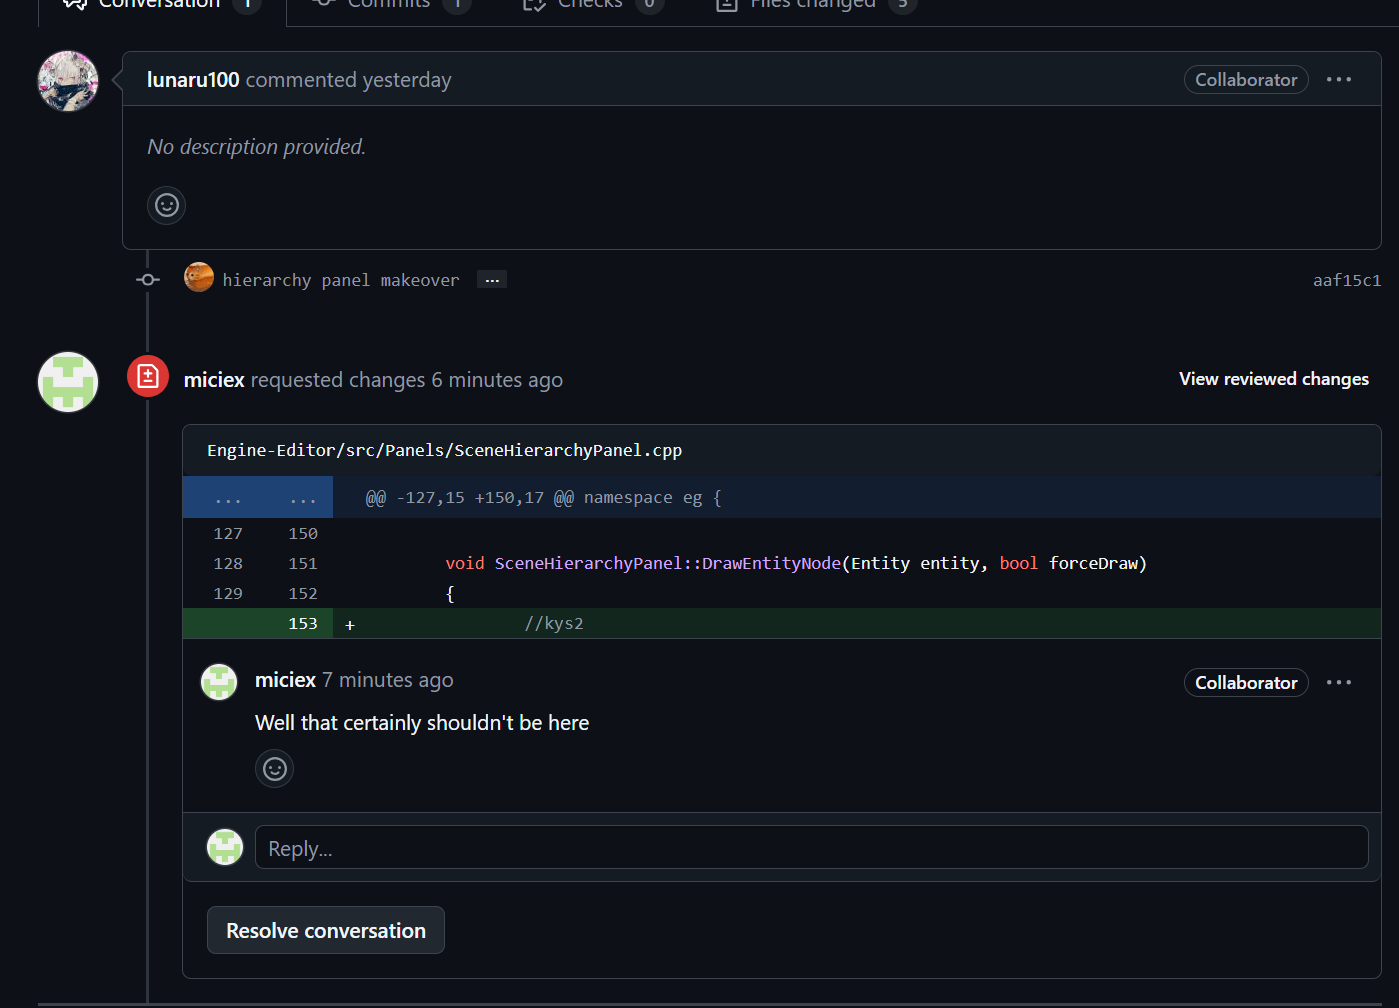 Conversation 1 Commits 1 Checks 0 Files changed 5
lunaru100 commented yesterday Collaborator ...
No description provided.
hierarchy panel makeover ... aaf15c1
miciex requested changes 6 minutes ago View reviewed changes
Engine-Editor/src/Panels/SceneHierarchyPanel.cpp
... ... @@ -127,15 +150,17 @@ namespace eg {
127 150
128 151 void SceneHierarchyPanel::DrawEntityNode(Entity entity, bool forceDraw)
129 152 {
153 + //kys2
miciex 7 minutes ago Collaborator ...
Well that certainly shouldn't be here
Reply...
Resolve conversation